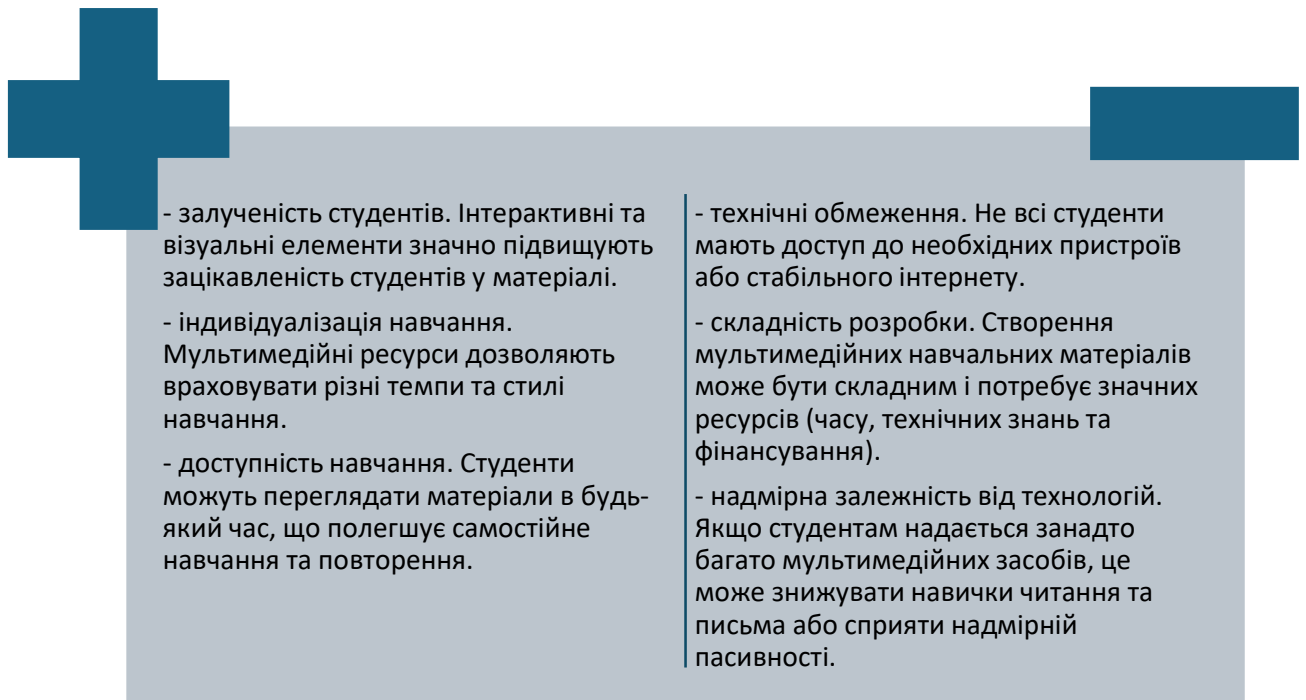 - залученість студентів. Інтерактивні та
візуальні елементи значно підвищують
зацікавленість студентів у матеріалі.
- індивідуалізація навчання.
Мультимедійні ресурси дозволяють
враховувати різні темпи та стилі
навчання.
- доступність навчання. Студенти
можуть переглядати матеріали в будь-
який час, що полегшує самостійне
навчання та повторення.
- технічні обмеження. Не всі студенти
мають доступ до необхідних пристроїв
або стабільного інтернету.
- складність розробки. Створення
мультимедійних навчальних матеріалів
може бути складним і потребує значних
ресурсів (часу, технічних знань та
фінансування).
- надмірна залежність від технологій.
Якщо студентам надається занадто
багато мультимедійних засобів, це
може знижувати навички читання та
письма або сприяти надмірній
пасивності.